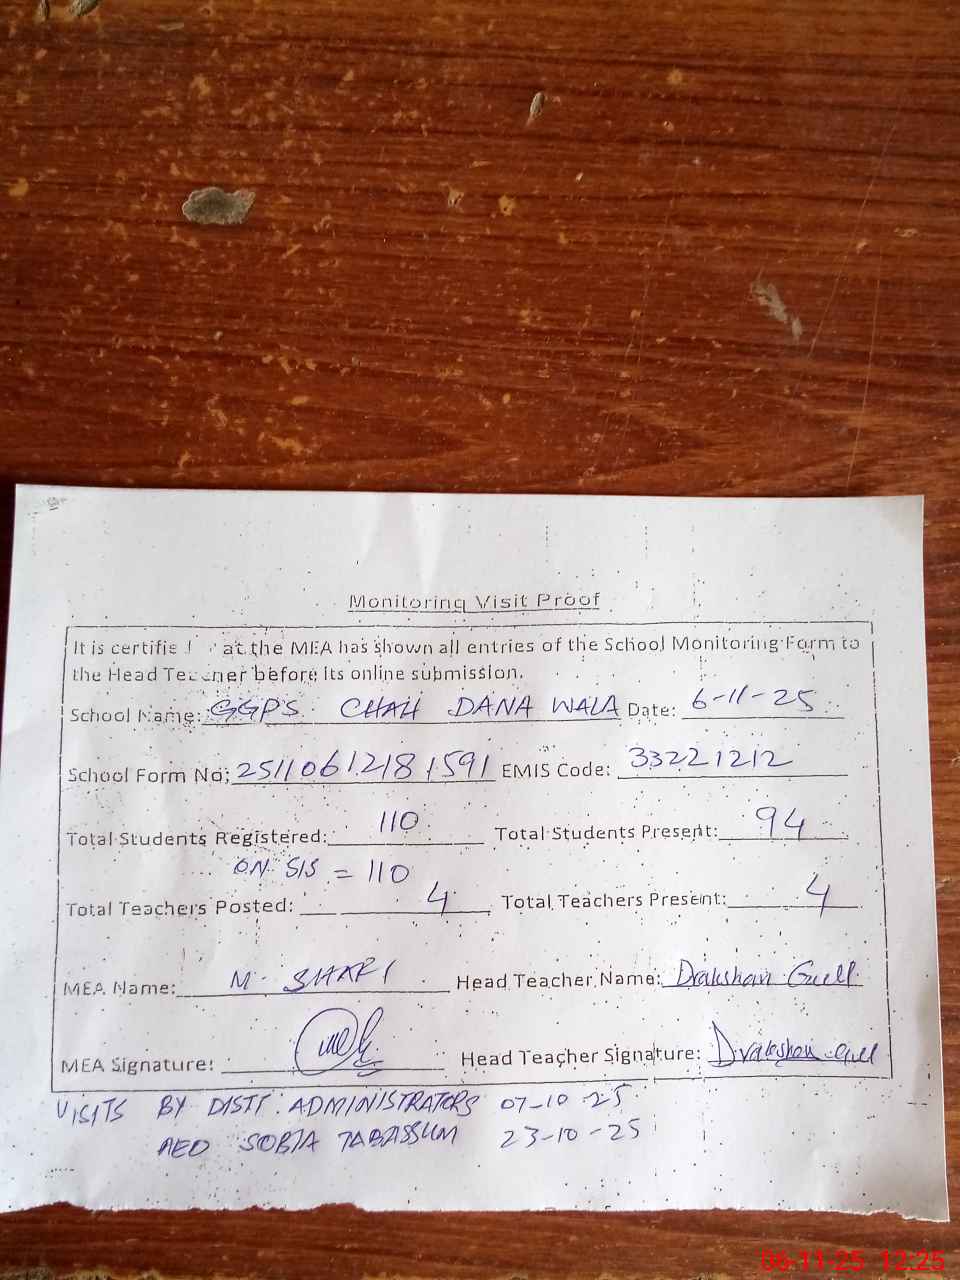 Monitoring Visit Proof
It is certifie at the MEA has shown all entries of the School Monitoring Form to
the Head Teacher before its online submission.
School Name: GGPS CHAH DANA WALA Date: 6-11-25
School Form No: 25110612181591 EMIS Code: 33221212
Total Students Registered: 110 Total Students Present: 94
ON SIS = 110
Total Teachers Posted: 4 Total Teachers Present: 4
MEA Name: M. Head Teacher Name: Drakshan Gull
MEA Signature: Head Teacher Signature: Drakshan Gull
VISITS BY DISTT. ADMINISTRATORS 07-10-25
AEO SOBIA TABASSUM 23-10-25
06-11-25 12:25